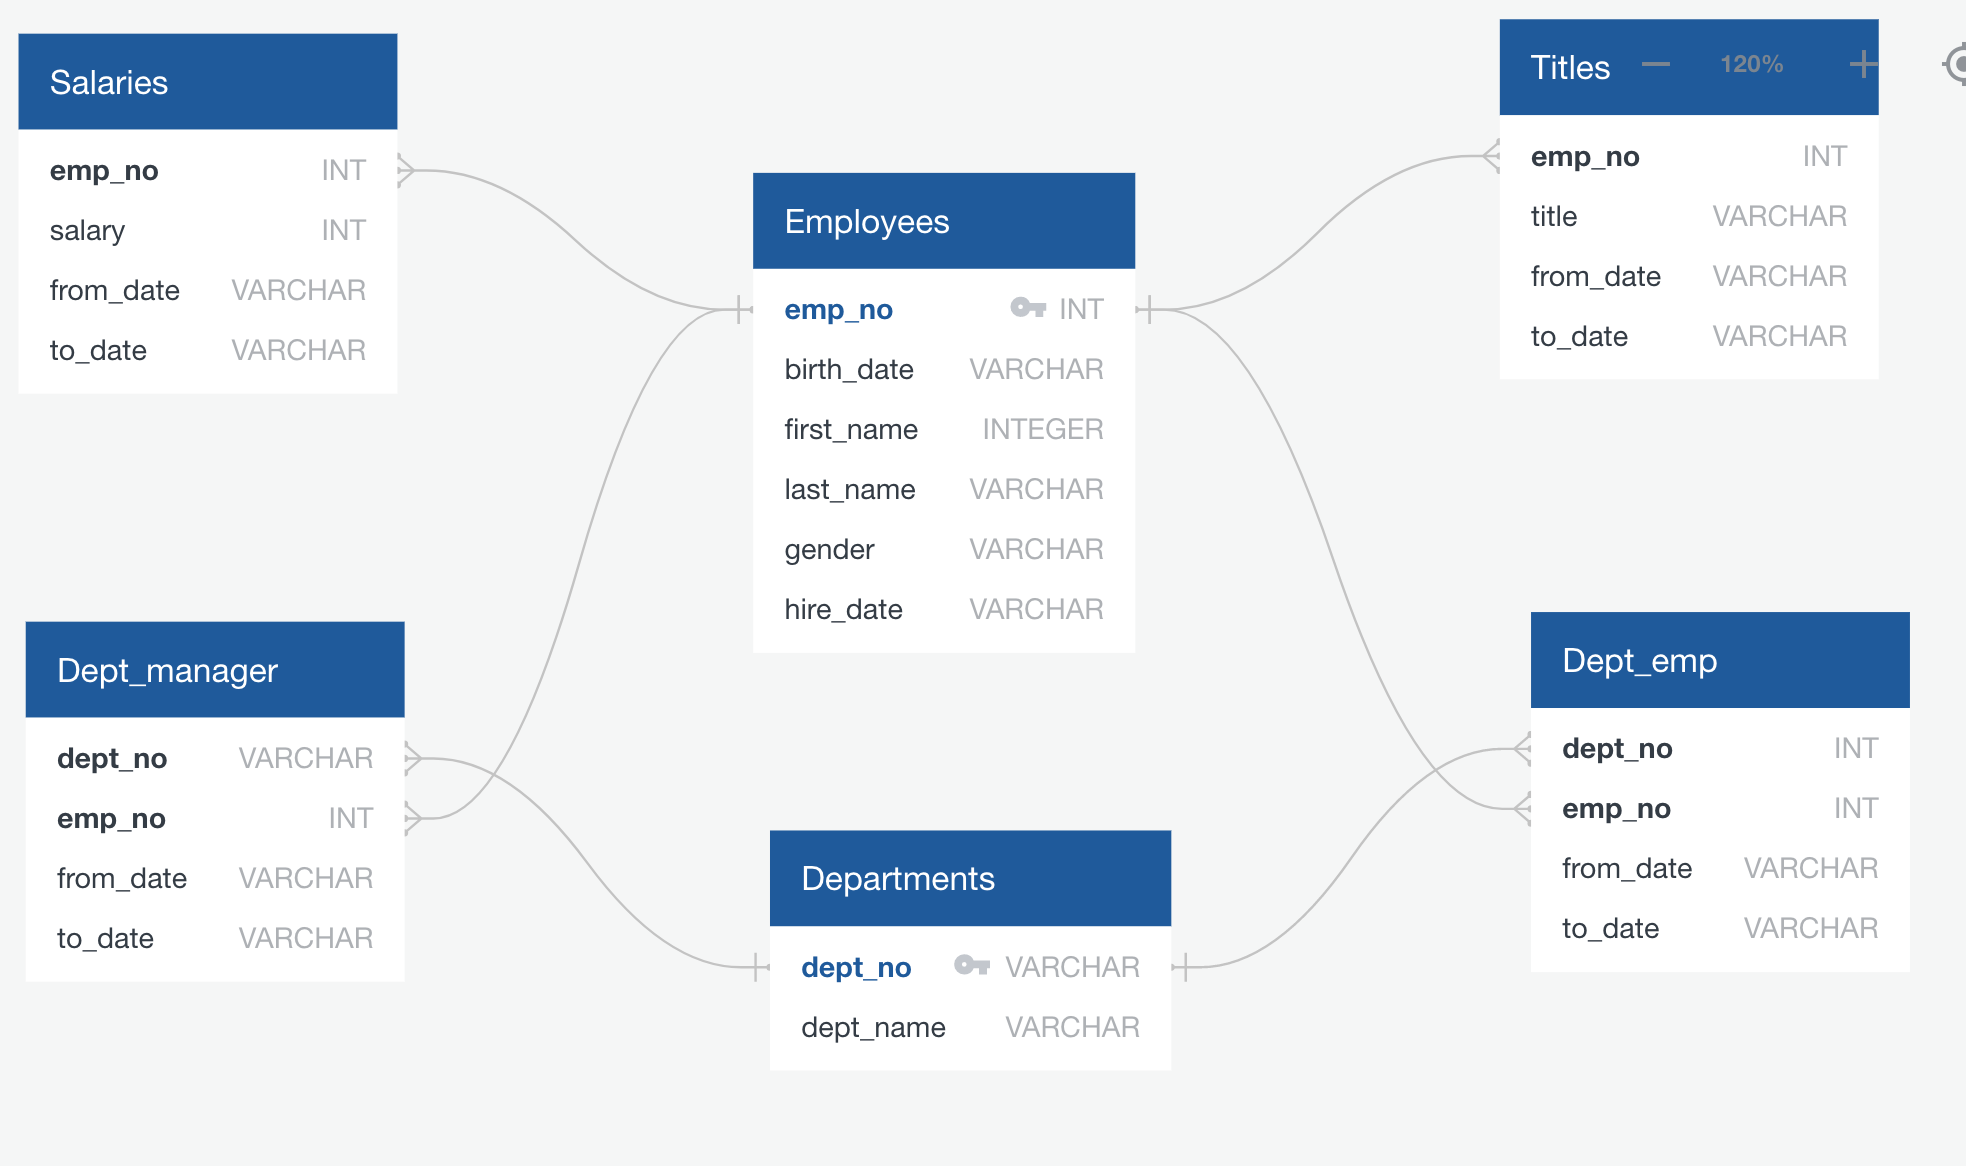 Salaries
emp_no INT
salary INT
from_date VARCHAR
to_date VARCHAR
Employees
emp_no INT
birth_date VARCHAR
first_name INTEGER
last_name VARCHAR
gender VARCHAR
hire_date VARCHAR
Titles
120%
emp_no INT
title VARCHAR
from_date VARCHAR
to_date VARCHAR
Dept_manager
dept_no VARCHAR
emp_no INT
from_date VARCHAR
to_date VARCHAR
Departments
dept_no VARCHAR
dept_name VARCHAR
Dept_emp
dept_no INT
emp_no INT
from_date VARCHAR
to_date VARCHAR